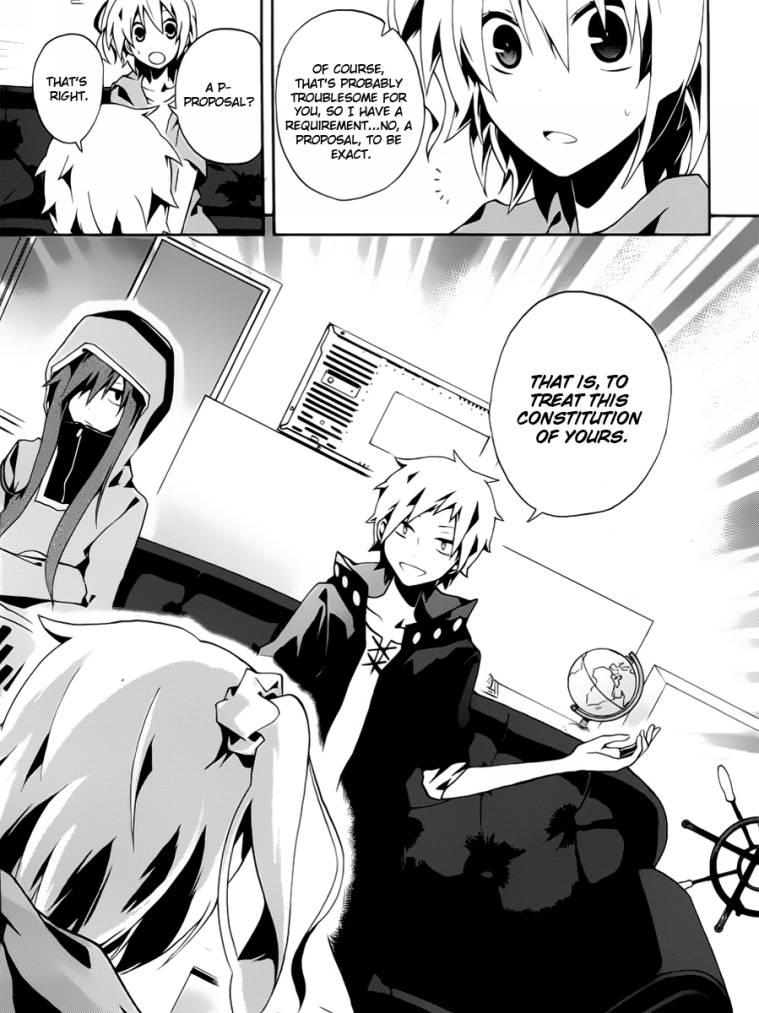 OF COURSE,
THAT'S PROBABLY
TROUBLESOME FOR
YOU, SO I HAVE A
REQUIREMENT...NO, A
PROPOSAL, TO BE
EXACT.
A P-
PROPOSAL?
THAT'S
RIGHT.
THAT IS, TO
TREAT THIS
CONSTITUTION
OF YOURS.